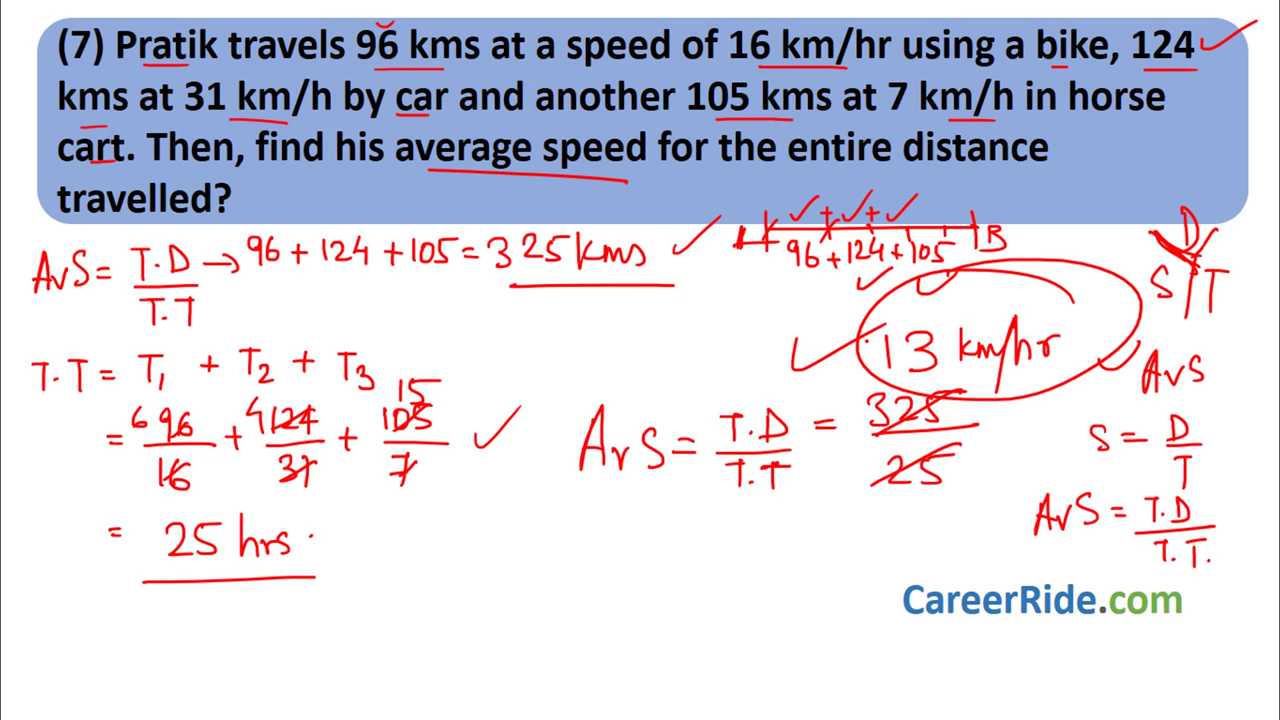 (7) Pratik travels 96 kms at a speed of 16 km/hr using a bike, 124
kms at 31 km/h by car and another 105 kms at 7 km/h in horse
cart. Then, find his average speed for the entire distance
travelled?
AvS = T.D / T.T → 96 + 124 + 105 = 325 kms
96 + 124 + 105 B
D
S T
T.T = T1 + T2 + T3
= 96/16 + 124/31 + 105/7
6 4 15
= 25 hrs.
AvS = T.D / T.T = 325 / 25
13 km/hr
AvS
S = D / T
AvS = T.D / T.T.
CareerRide.com